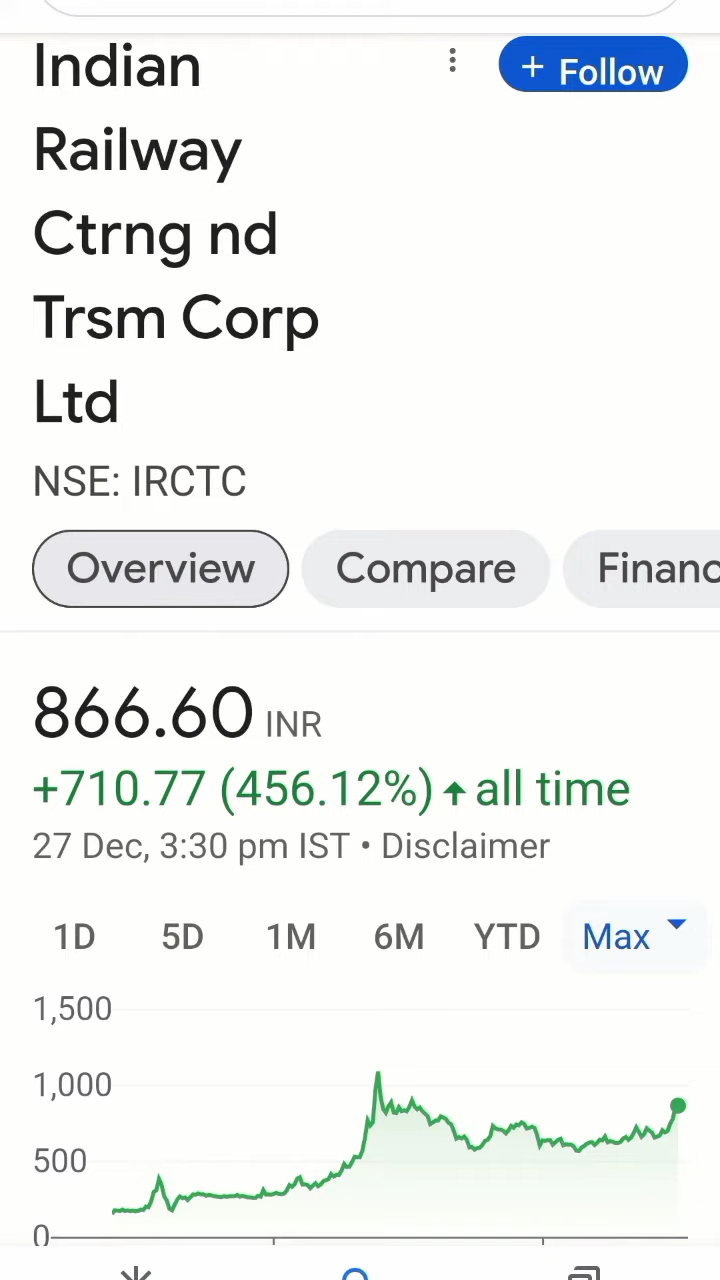 Indian
Railway
Ctrng nd
Trsm Corp
Ltd
+ Follow
NSE: IRCTC
Overview Compare Financ
866.60 INR
+710.77 (456.12%) ↑ all time
27 Dec, 3:30 pm IST • Disclaimer
1D 5D 1M 6M YTD Max
1,500
1,000
500
0